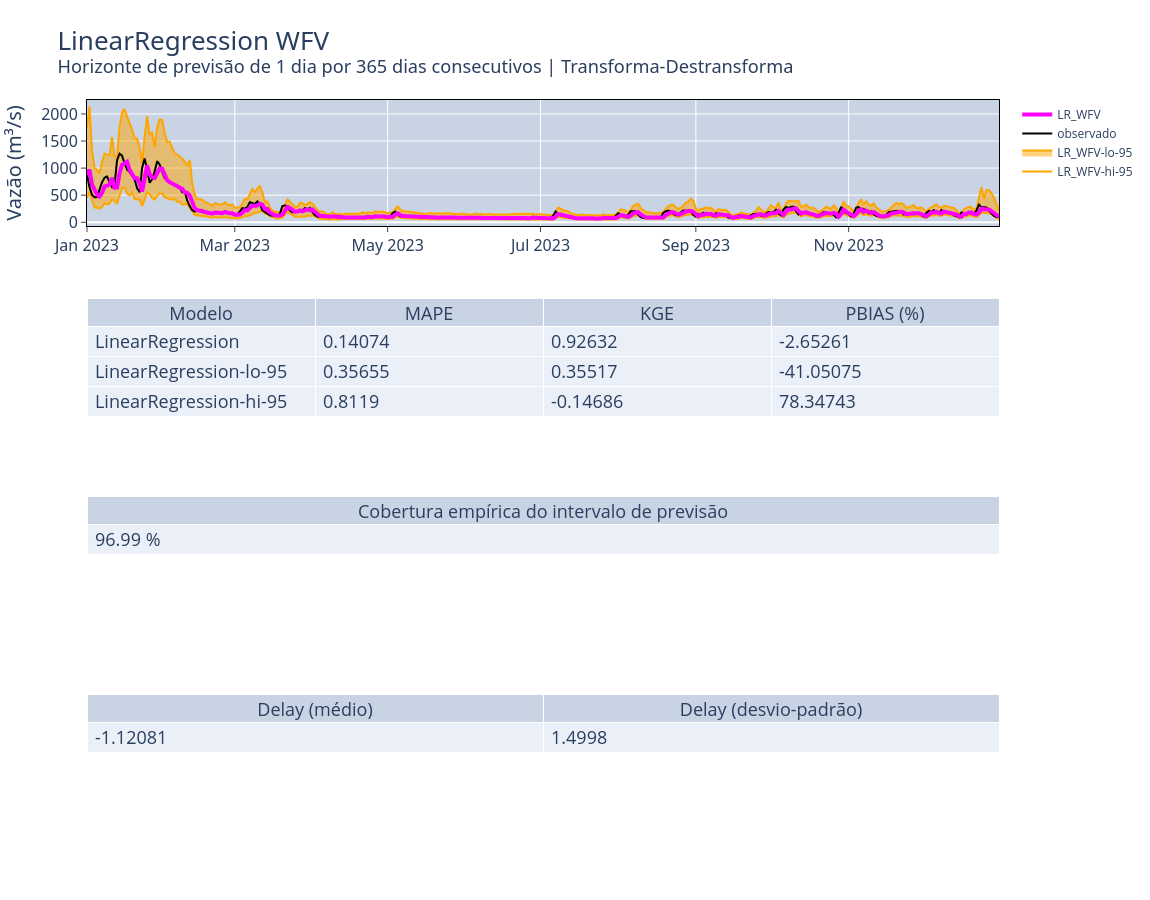 LinearRegression WFV
Horizonte de previsão de 1 dia por 365 dias consecutivos | Transforma-Destransforma
Vazão (m³/s)
2000
1500
1000
500
0
Jan 2023 Mar 2023 May 2023 Jul 2023 Sep 2023 Nov 2023
LR_WFV
observado
LR_WFV-lo-95
LR_WFV-hi-95
Modelo MAPE KGE PBIAS (%)
LinearRegression 0.14074 0.92632 -2.65261
LinearRegression-lo-95 0.35655 0.35517 -41.05075
LinearRegression-hi-95 0.8119 -0.14686 78.34743
Cobertura empírica do intervalo de previsão
96.99 %
Delay (médio) Delay (desvio-padrão)
-1.12081 1.4998